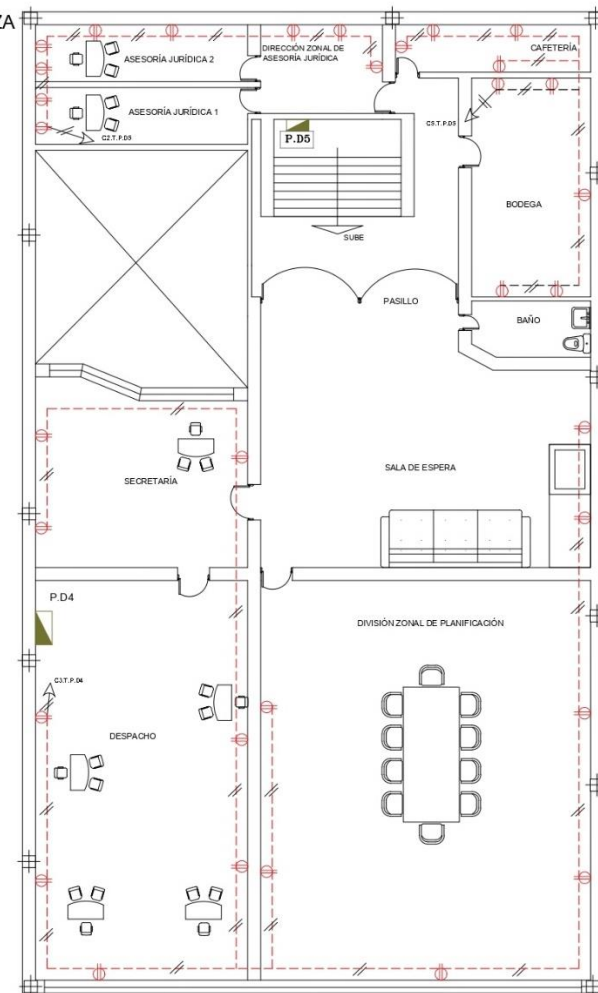 ZA
ASESORÍA JURÍDICA 2
DIRECCIÓN ZONAL DE
ASESORÍA JURÍDICA
CAFETERÍA
ASESORÍA JURÍDICA 1
C2.T.P.D5
P.D5
C3.T.P.D5
BODEGA
SUBE
PASILLO
BAÑO
SECRETARÍA
SALA DE ESPERA
P.D4
DIVISIÓN ZONAL DE PLANIFICACIÓN
C3.T.P.D4
DESPACHO